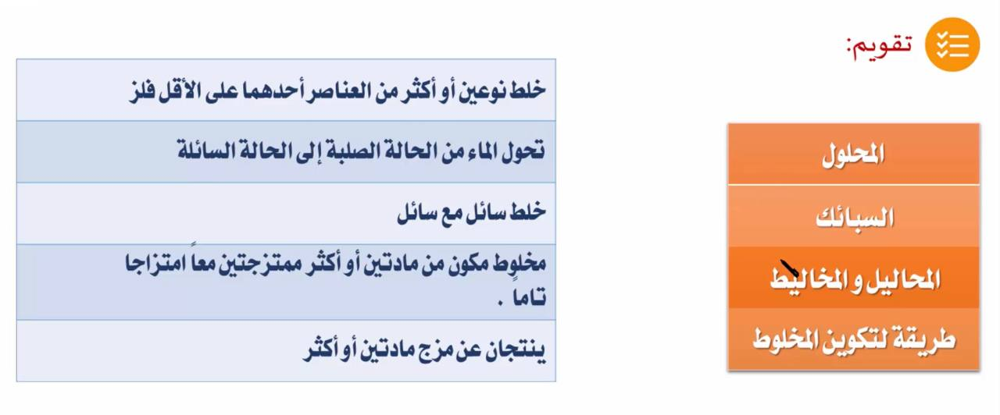 تقويم:
المحلول
السبائك
المحاليل و المخاليط
طريقة لتكوين المخلوط
خلط نوعين أو أكثر من العناصر أحدهما على الأقل فلز
تحول الماء من الحالة الصلبة إلى الحالة السائلة
خلط سائل مع سائل
مخلوط مكون من مادتين أو أكثر ممتزجتين معاً امتزاجا
تاماً .
ينتجان عن مزج مادتين أو أكثر